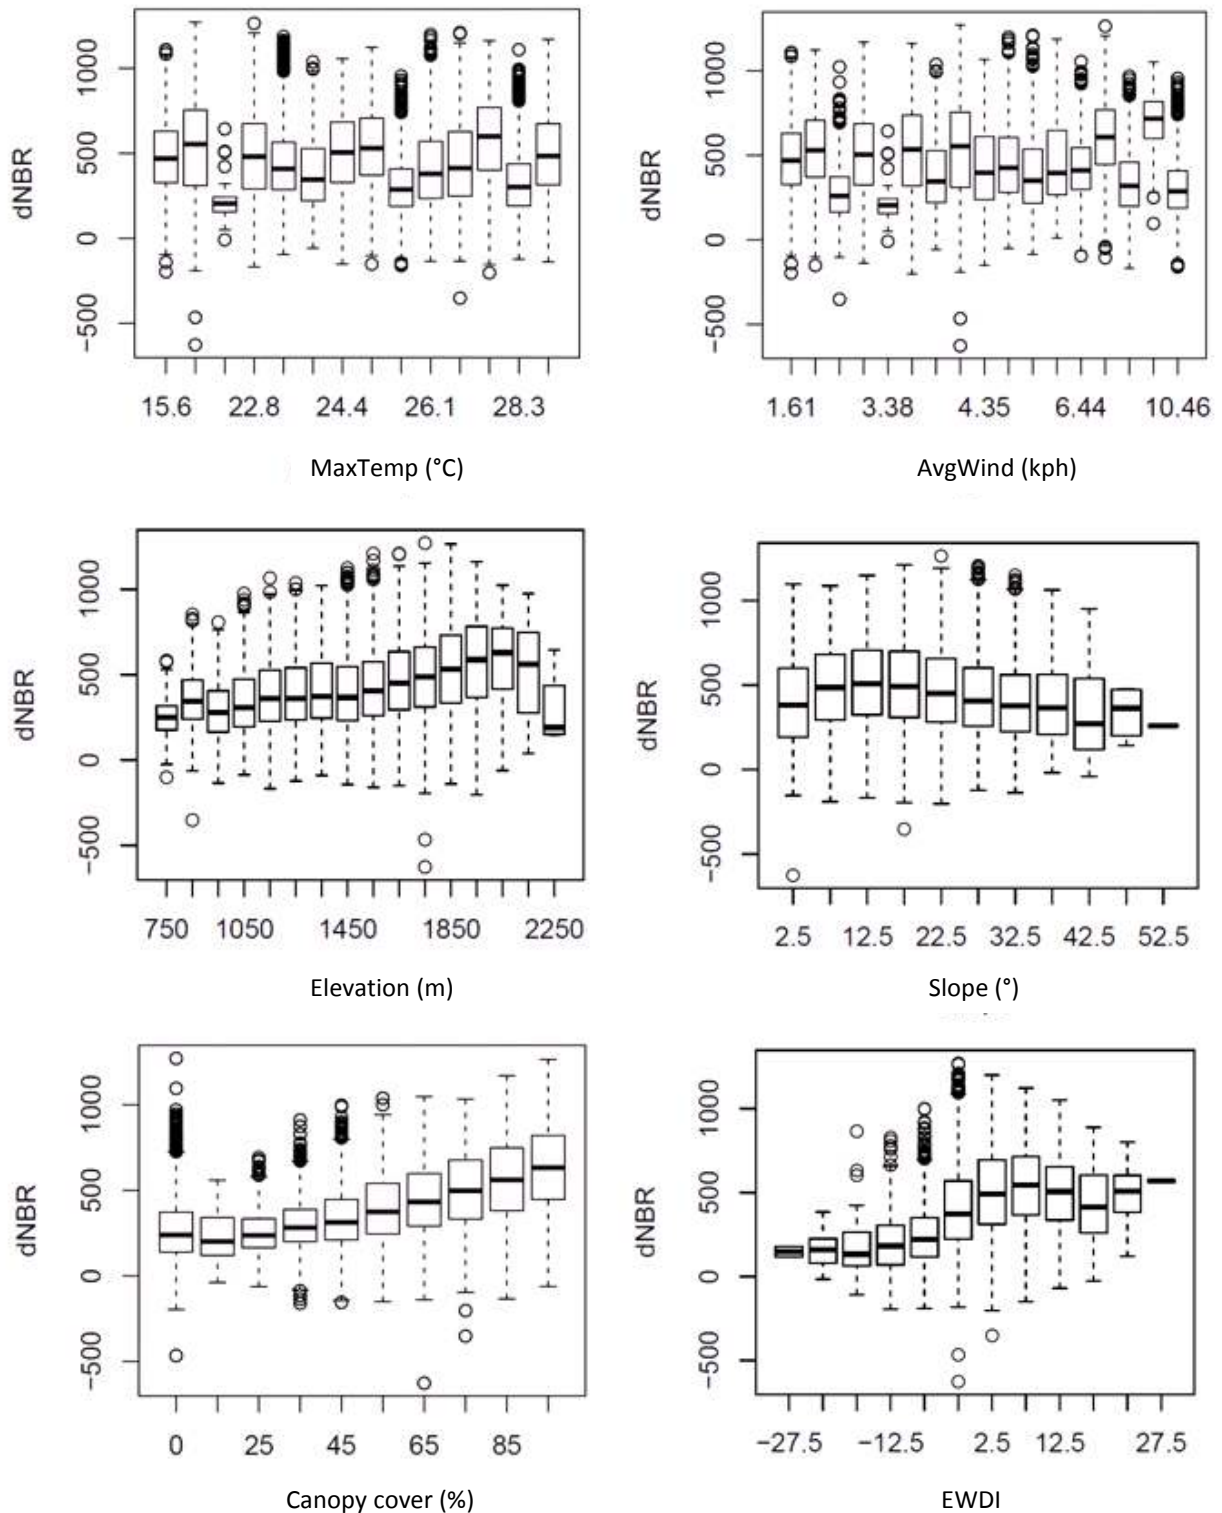 dNBR
1000
500
0
−500
15.6 22.8 24.4 26.1 28.3
MaxTemp (°C)
dNBR
1000
500
0
−500
1.61 3.38 4.35 6.44 10.46
AvgWind (kph)
dNBR
1000
500
0
−500
750 1050 1450 1850 2250
Elevation (m)
dNBR
1000
500
0
−500
2.5 12.5 22.5 32.5 42.5 52.5
Slope (°)
dNBR
1000
500
0
−500
0 25 45 65 85
Canopy cover (%)
dNBR
1000
500
0
−500
−27.5 −12.5 2.5 12.5 27.5
EWDI